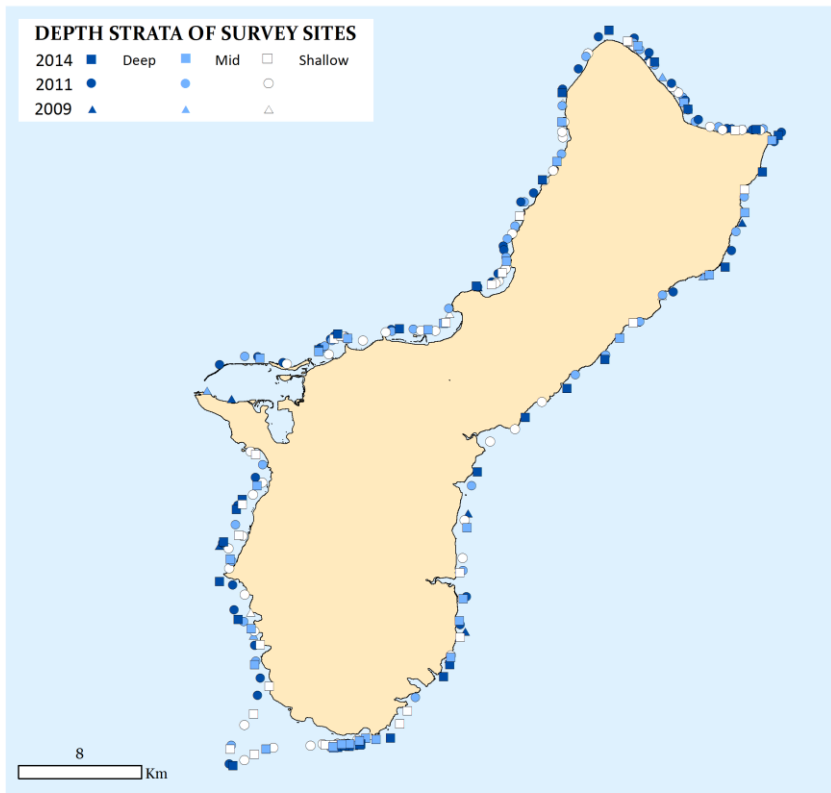 DEPTH STRATA OF SURVEY SITES
2014 Deep Mid Shallow
2011
2009
8
Km